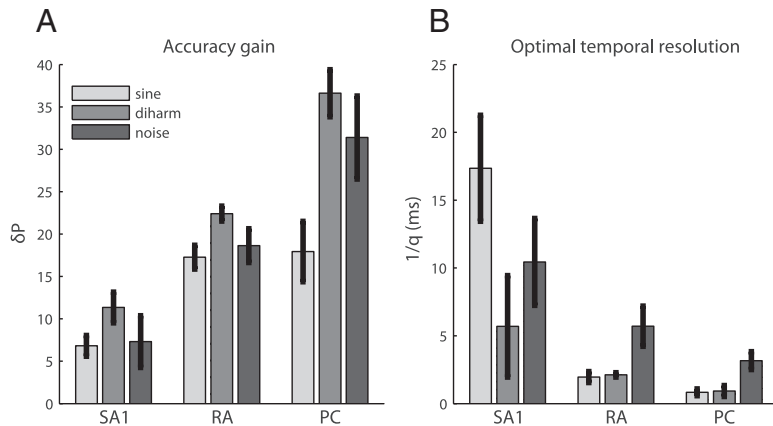 A
Accuracy gain
δP
40
35
30
25
20
15
10
5
0
sine
diharm
noise
SA1 RA PC
B
Optimal temporal resolution
1/q (ms)
25
20
15
10
5
0
SA1 RA PC